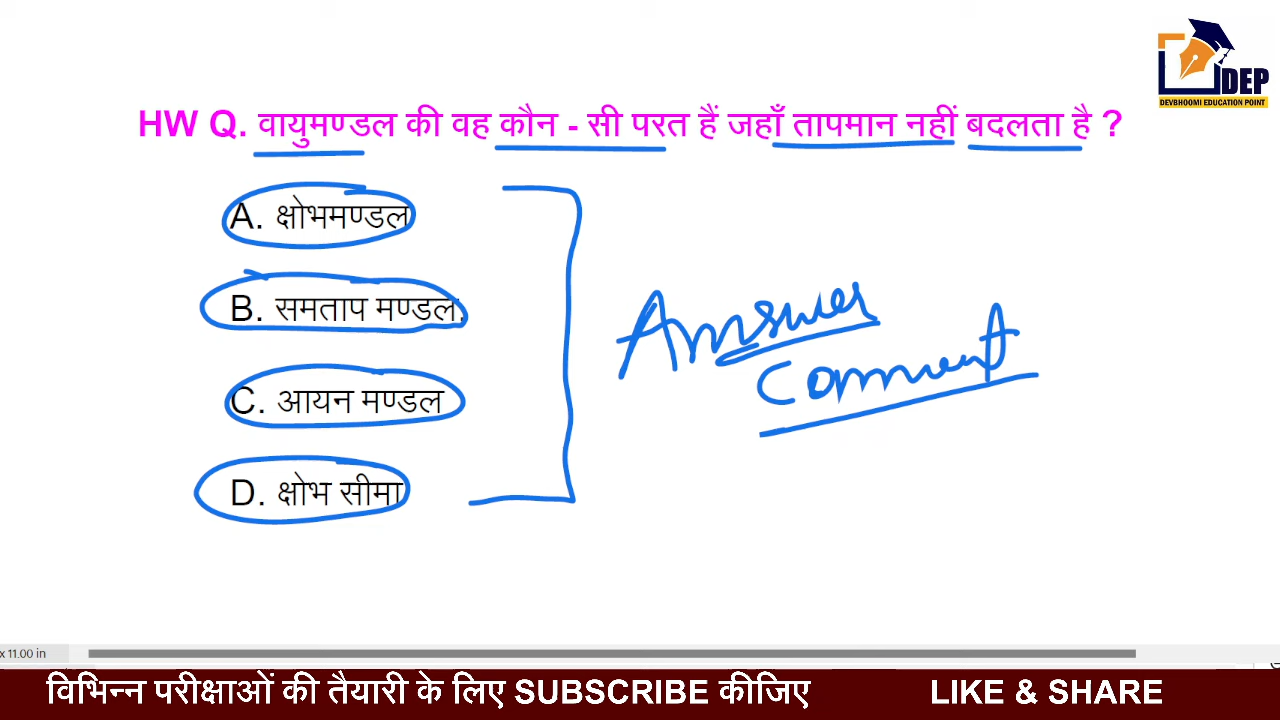 DEP
DEVBHOOMI EDUCATION POINT
HW Q. वायुमण्डल की वह कौन - सी परत हैं जहाँ तापमान नहीं बदलता है ?
A. क्षोभमण्डल
B. समताप मण्डल.
C. आयन मण्डल
D. क्षोभ सीमा
Answer
Comment
x 11.00 in
विभिन्न परीक्षाओं की तैयारी के लिए SUBSCRIBE कीजिए LIKE & SHARE